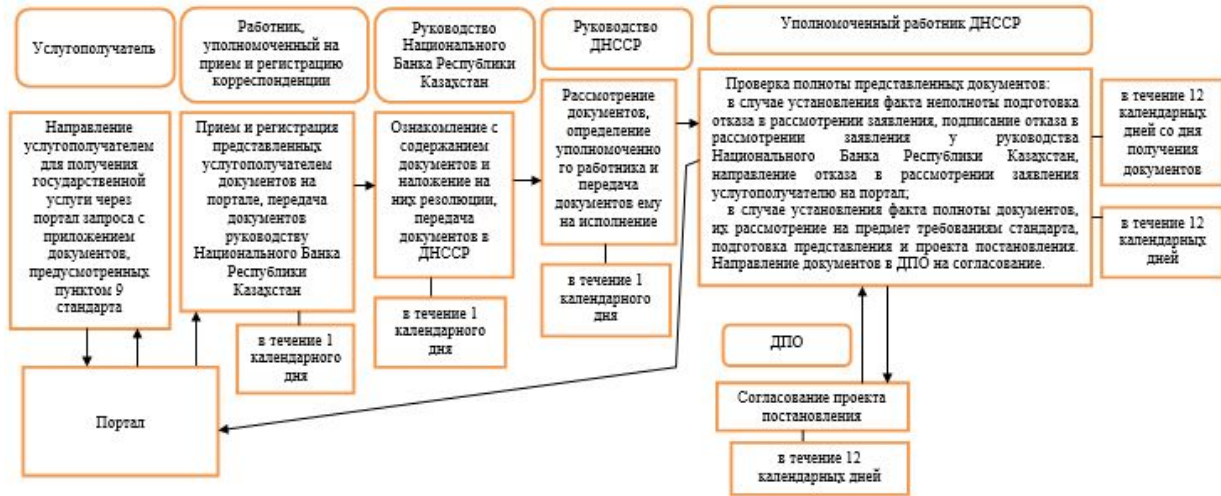 Услугополучатель
Работник,
уполномоченный на
прием и регистрацию
корреспонденции
Руководство
Национального
Банка Республики
Казахстан
Руководство
ДНССР
Уполномоченный работник ДНССР
Направление
услугополучателем
для получения
государственной
услуги через
портал запроса с
приложением
документов,
предусмотренных
пунктом 9
стандарта
Прием и регистрация
представленных
услугополучателем
документов на
портале, передача
документов
руководству
Национального Банка
Республики
Казахстан
Ознакомление с
содержанием
документов и
наложение на
них резолюции,
передача
документов в
ДНССР
Рассмотрение
документов,
определение
уполномоченно
го работника и
передача
документов ему
на исполнение
Проверка полноты представленных документов:
в случае установления факта неполноты подготовка
отказа в рассмотрении заявления, подписание отказа в
рассмотрении заявления у руководства
Национального Банка Республики Казахстан,
направление отказа в рассмотрении заявления
услугополучателю на портал;
в случае установления факта полноты документов,
их рассмотрение на предмет требованиям стандарта,
подготовка представления и проекта постановления.
Направление документов в ДПО на согласование.
в течение 12
календарных
дней со дня
получения
документов
в течение 12
календарных
дней
в течение 1
календарного
дня
в течение 1
календарного
дня
в течение 1
календарного
дня
Портал
ДПО
Согласование проекта
постановления
в течение 12
календарных дней